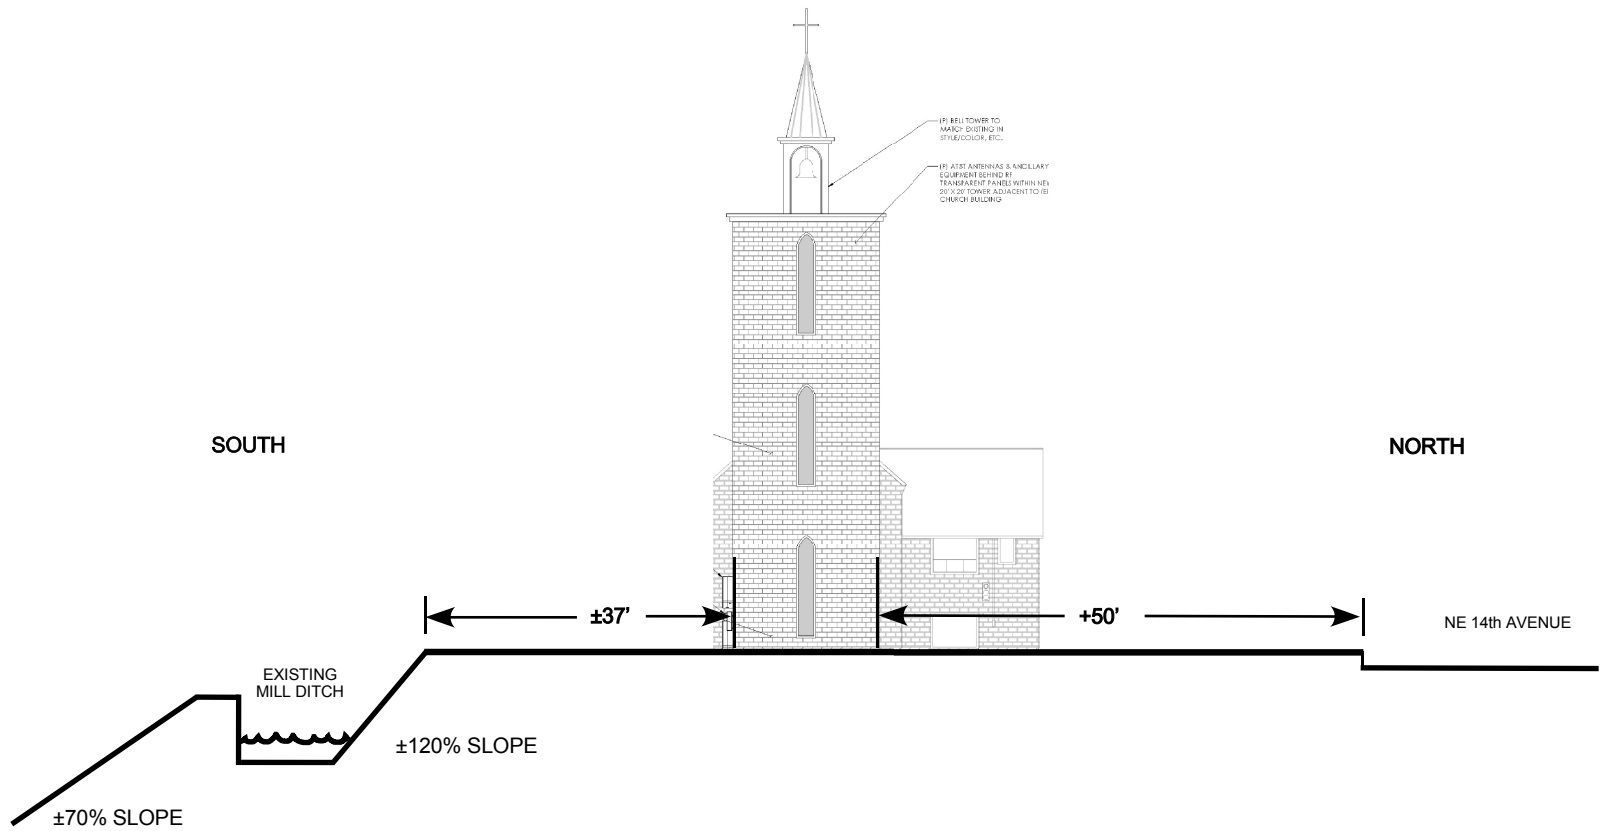 (P) BELL TOWER TO
MATCH EXISTING IN
STYLE/COLOR, ETC..
(P) AT&T ANTENNAS & ANCILLARY
EQUIPMENT BEHIND RF
TRANSPARENT PANELS WITHIN NEW
20' X 20' TOWER ADJACENT TO (E)
CHURCH BUILDING
SOUTH
NORTH
±37’
+50’
NE 14th AVENUE
EXISTING
MILL DITCH
±120% SLOPE
±70% SLOPE